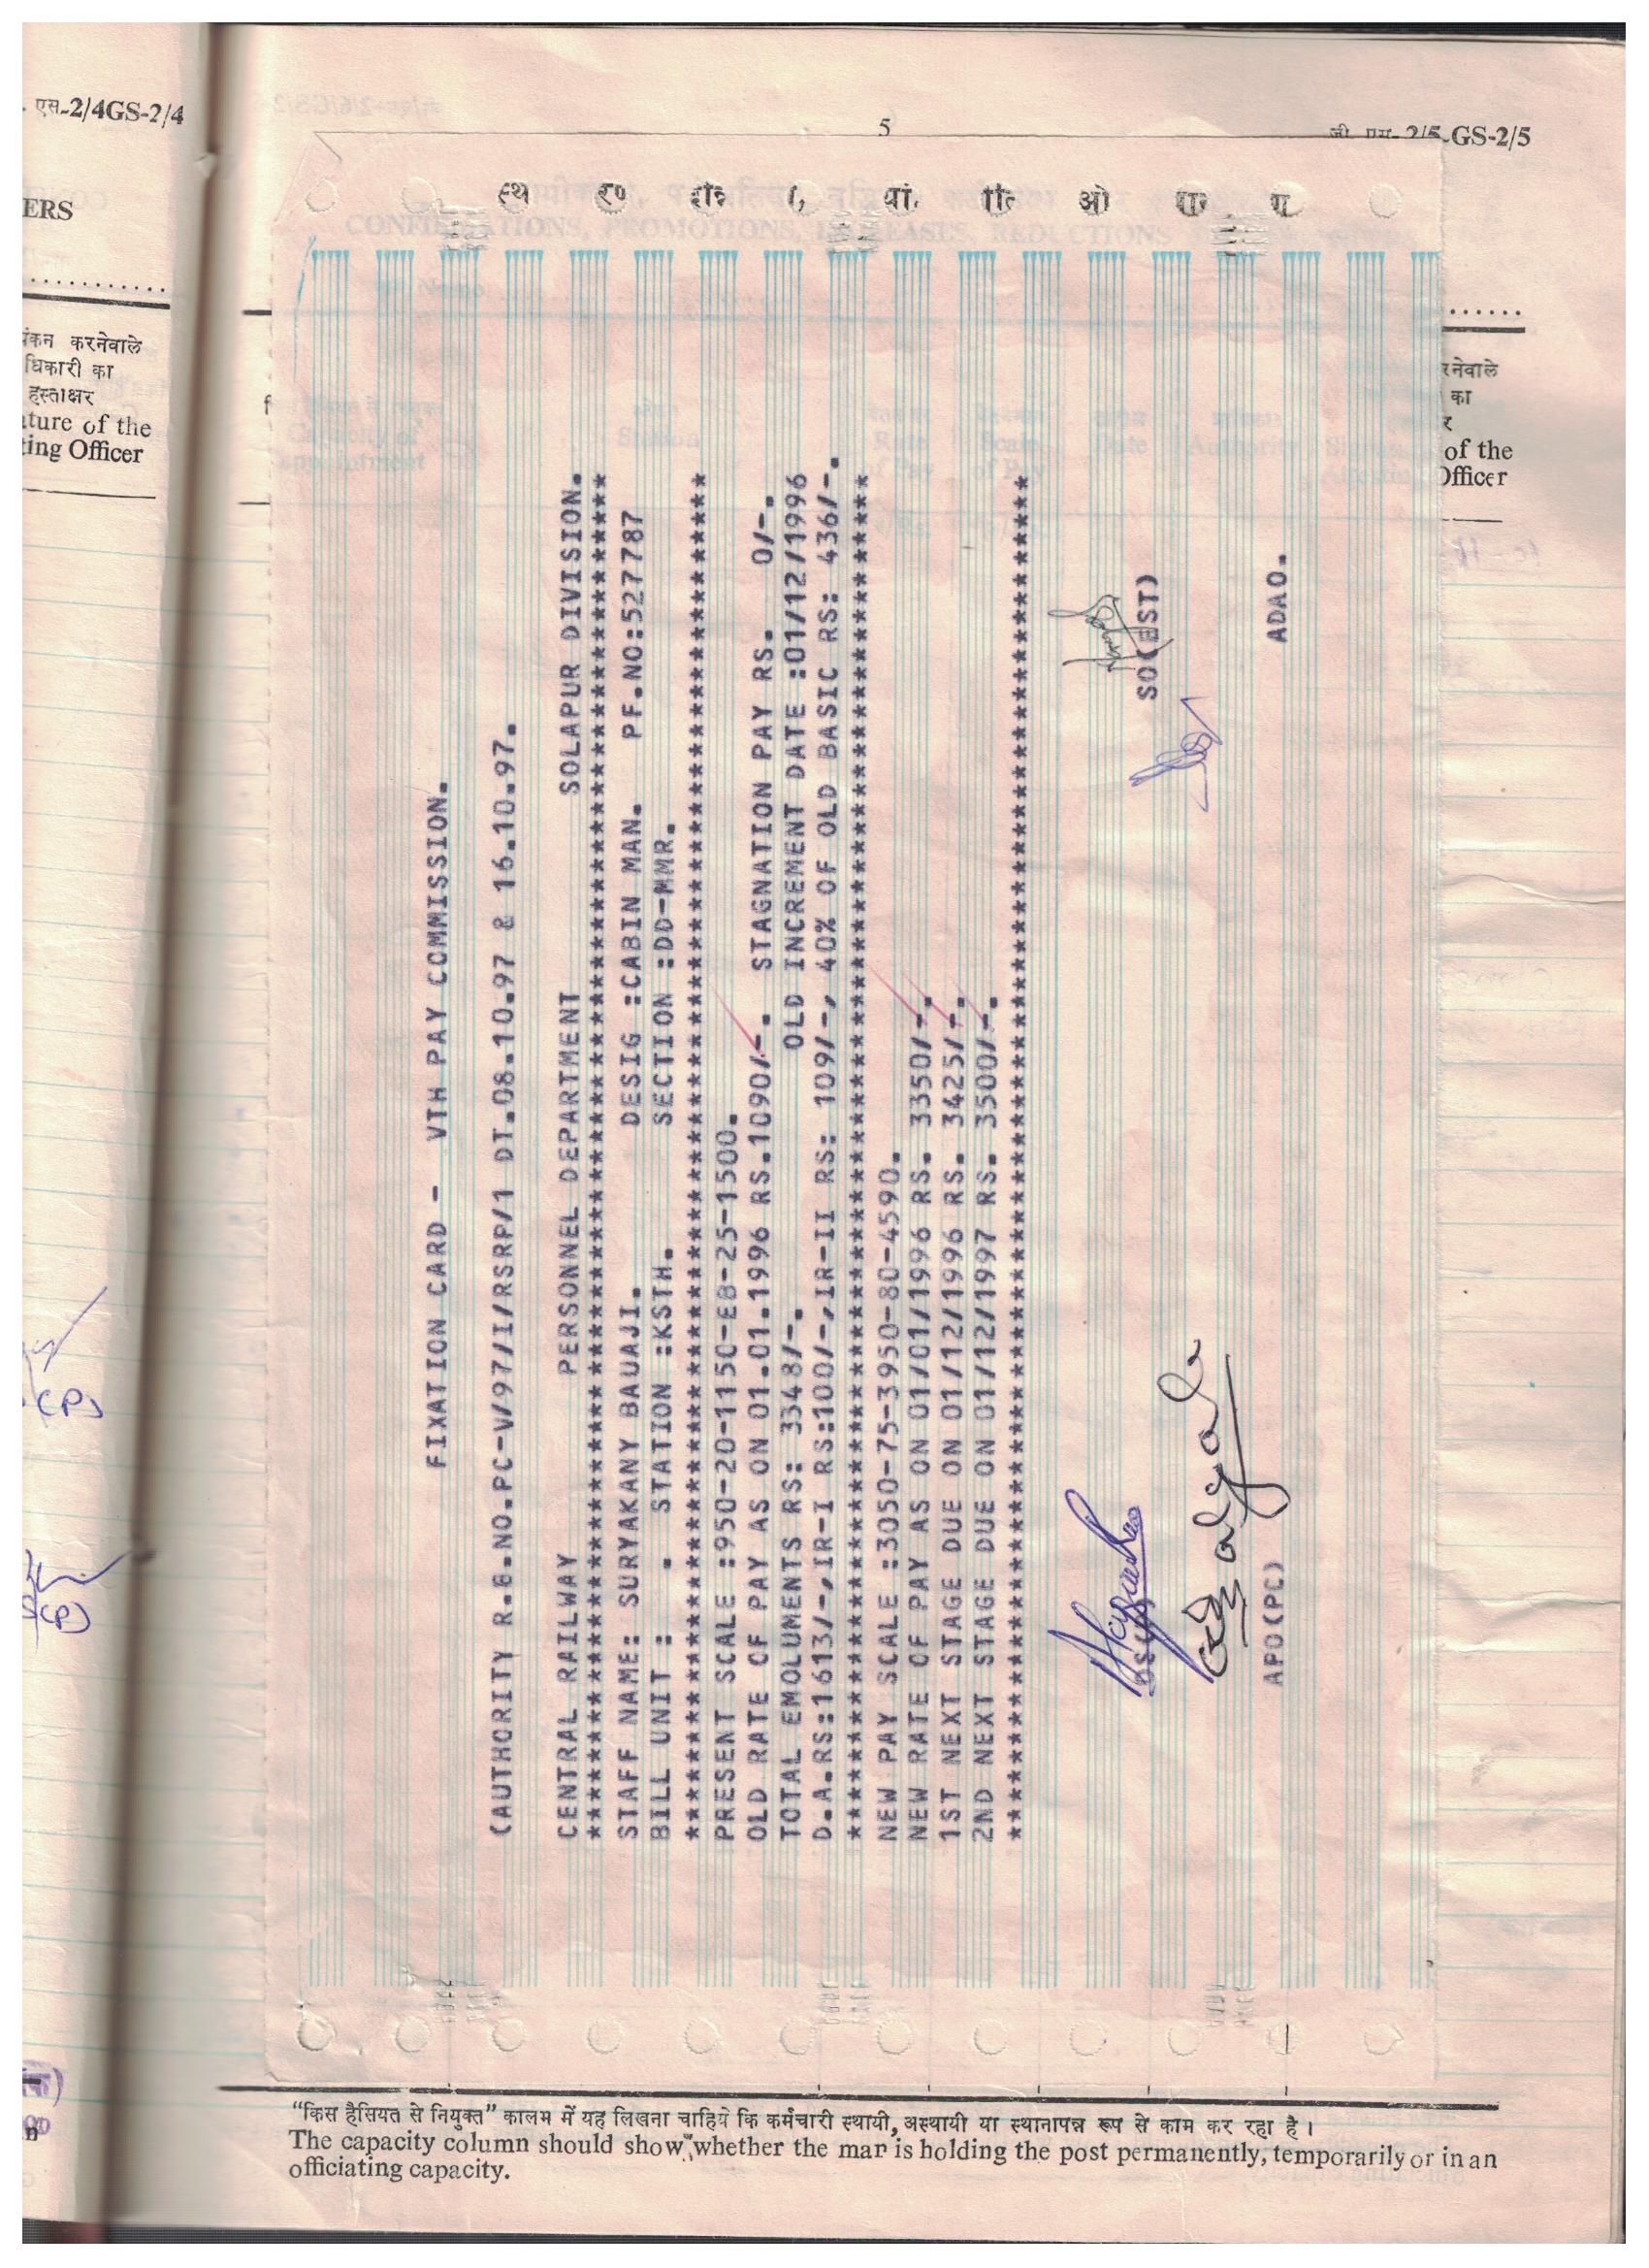 एस-2/4GS-2/4
ERS
अंकन करनेवाले
धिकारी का
हस्ताक्षर
ture of the
ting Officer
(CP)
(CP)
5
जी. एस- 2/5 GS-2/5
CONFIRMATIONS, PROMOTIONS, INCREASES, REDUCTIONS
रनेवाले
का
र
of the
Officer
FIXATION CARD - VTH PAY COMMISSION.
(AUTHORITY R.B.NO.PC-V/97/I/RSRP/1 DT.08.10.97 & 16.10.97.
CENTRAL RAILWAY PERSONNEL DEPARTMENT SOLAPUR DIVISION.
STAFF NAME: SURYAKANY BAUAJI. DESIG :CABIN MAN. PF.NO:527787
BILL UNIT : . STATION :KSTH. SECTION :DD-MMR.
PRESENT SCALE :950-20-1150-EB-25-1500.
OLD RATE OF PAY AS ON 01.01.1996 RS.1090/-. STAGNATION PAY RS. 0/-.
TOTAL EMOLUMENTS RS: 3348/-. OLD INCREMENT DATE :01/12/1996
D.A.RS:1613/-,IR-I RS:100/-,IR-II RS: 109/-, 40% OF OLD BASIC RS: 436/-.
NEW PAY SCALE :3050-75-3950-80-4590.
NEW RATE OF PAY AS ON 01/01/1996 RS. 3350/-.
1ST NEXT STAGE DUE ON 01/12/1996 RS. 3425/-.
2ND NEXT STAGE DUE ON 01/12/1997 RS. 3500/-.
SO(EST)
APO(PC) ADAO.
“किस हैसियत से नियुक्त” कालम में यह लिखना चाहिये कि कर्मचारी स्थायी, अस्थायी या स्थानापन्न रूप से काम कर रहा है।
The capacity column should show whether the man is holding the post permanently, temporarily or in an
officiating capacity.